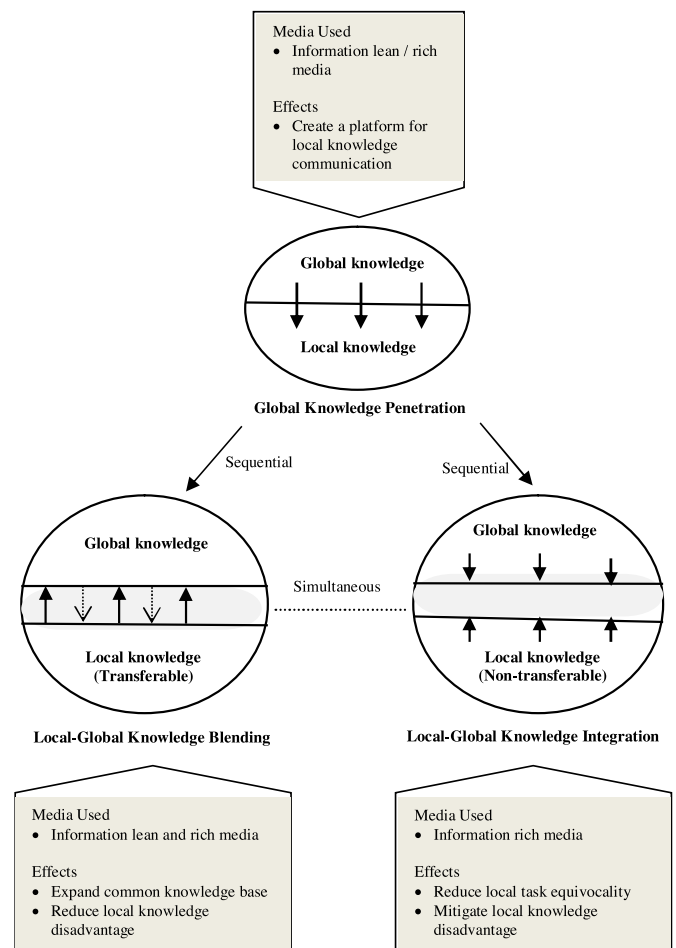 Media Used
• Information lean / rich
media
Effects
• Create a platform for
local knowledge
communication
Global knowledge
Local knowledge
Global Knowledge Penetration
Sequential
Sequential
Global knowledge
Local knowledge
(Transferable)
Local-Global Knowledge Blending
Simultaneous
Global knowledge
Local knowledge
(Non-transferable)
Local-Global Knowledge Integration
Media Used
• Information lean and rich media
Effects
• Expand common knowledge base
• Reduce local knowledge
disadvantage
Media Used
• Information rich media
Effects
• Reduce local task equivocality
• Mitigate local knowledge
disadvantage